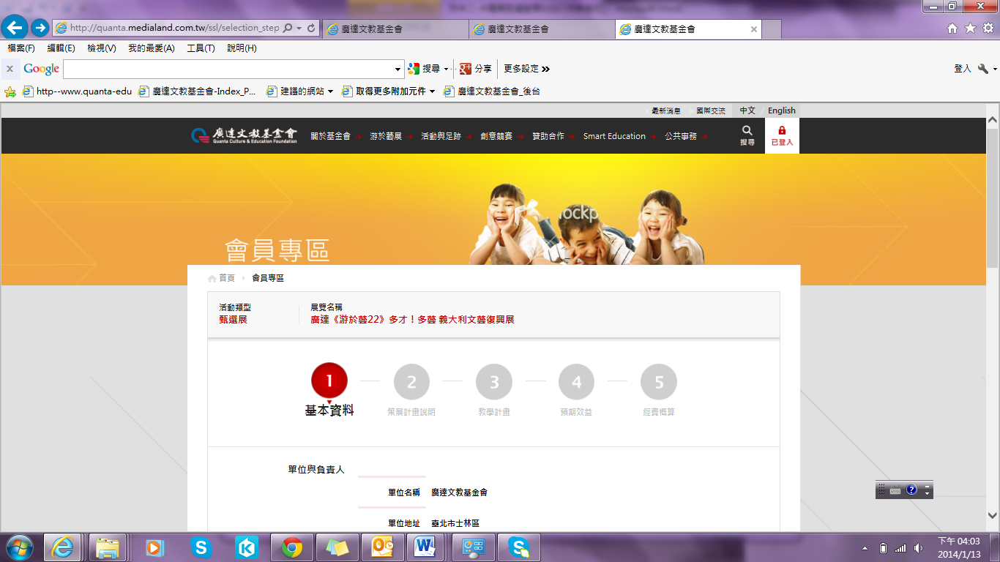 http://quanta.medialand.com.tw/ssl/selection_step
廣達文教基金會
廣達文教基金會
廣達文教基金會
檔案(F) 編輯(E) 檢視(V) 我的最愛(A) 工具(T) 說明(H)
x Google 搜尋 分享 更多設定 登入
http--www.quanta-edu 廣達文教基金會-Index_P... 建議的網站 取得更多附加元件 廣達文教基金會_後台
最新消息 國際交流 中文 English
廣達文教基金會
Quanta Culture & Education Foundation
關於基金會 游於藝展 活動與足跡 創意競賽 贊助合作 Smart Education 公共事務
搜尋
已登入
lockp
會員專區
首頁 會員專區
活動類型 展覽名稱
甄選展 廣達《游於藝22》多才！多藝 義大利文藝復興展
1 2 3 4 5
基本資料 策展計畫說明 教學計畫 預期效益 經費概算
單位與負責人
單位名稱 廣達文教基金會
單位地址 臺北市士林區
下午 04:03
2014/1/13